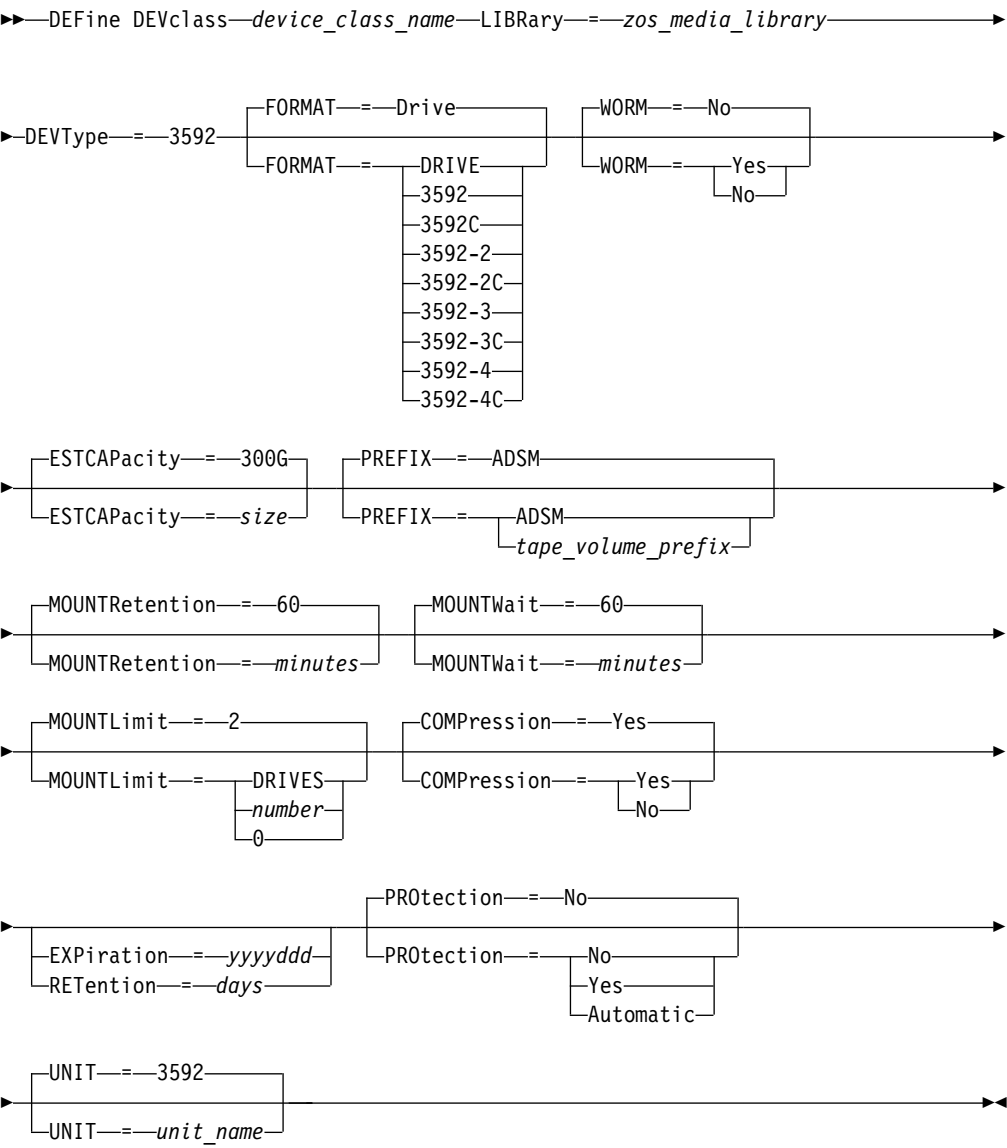 DEFine DEVclass device_class_name LIBRary = zos_media_library
FORMAT = Drive WORM = No
DEVType = 3592
FORMAT = DRIVE WORM = Yes
3592 No
3592C
3592-2
3592-2C
3592-3
3592-3C
3592-4
3592-4C
ESTCAPacity = 300G PREFIX = ADSM
ESTCAPacity = size PREFIX = ADSM
tape_volume_prefix
MOUNTRetention = 60 MOUNTWait = 60
MOUNTRetention = minutes MOUNTWait = minutes
MOUNTLimit = 2 COMPression = Yes
MOUNTLimit = DRIVES COMPression = Yes
number No
0
PROtection = No
EXPiration = yyyyddd PROtection = No
RETention = days Yes
Automatic
UNIT = 3592
UNIT = unit_name